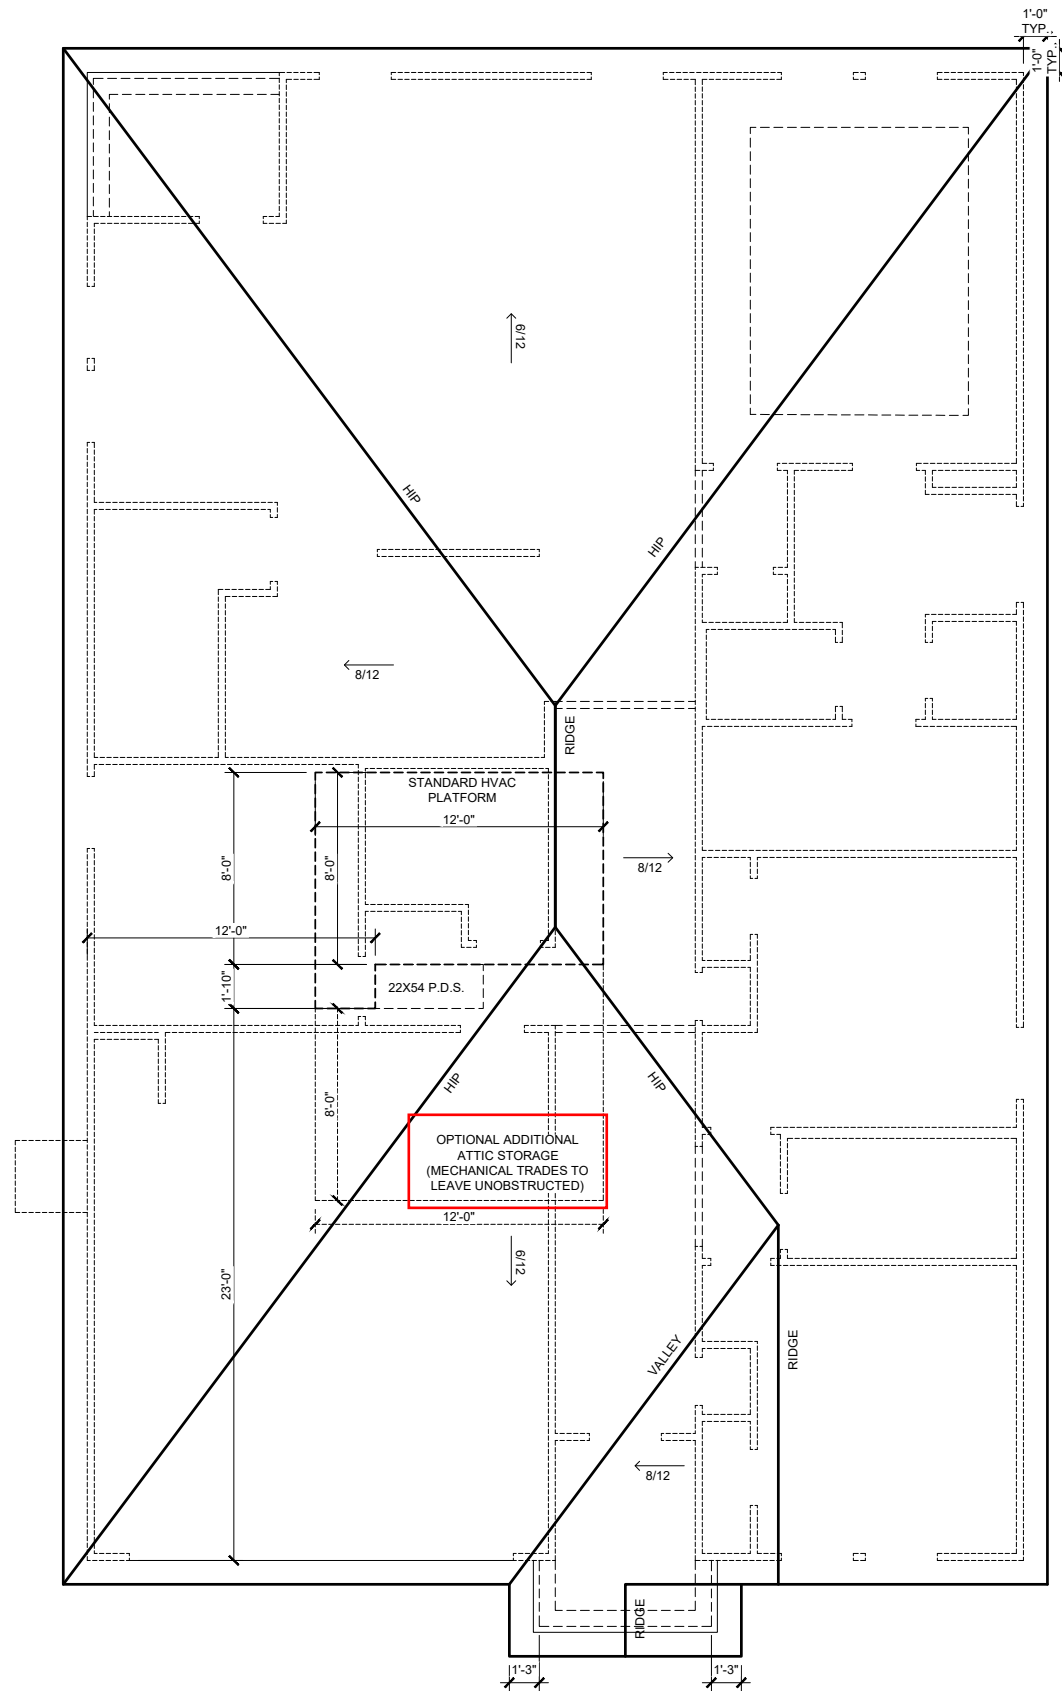 1'-0"
TYP.
1'-0"
TYP.
6/12
HIP
HIP
8/12
RIDGE
STANDARD HVAC
PLATFORM
12'-0"
8'-0"
8'-0"
8/12
12'-0"
1'-10"
22X54 P.D.S.
HIP
HIP
8'-0"
OPTIONAL ADDITIONAL
ATTIC STORAGE
(MECHANICAL TRADES TO
LEAVE UNOBSTRUCTED)
12'-0"
6/12
23'-0"
VALLEY
RIDGE
8/12
RIDGE
1'-3"
1'-3"